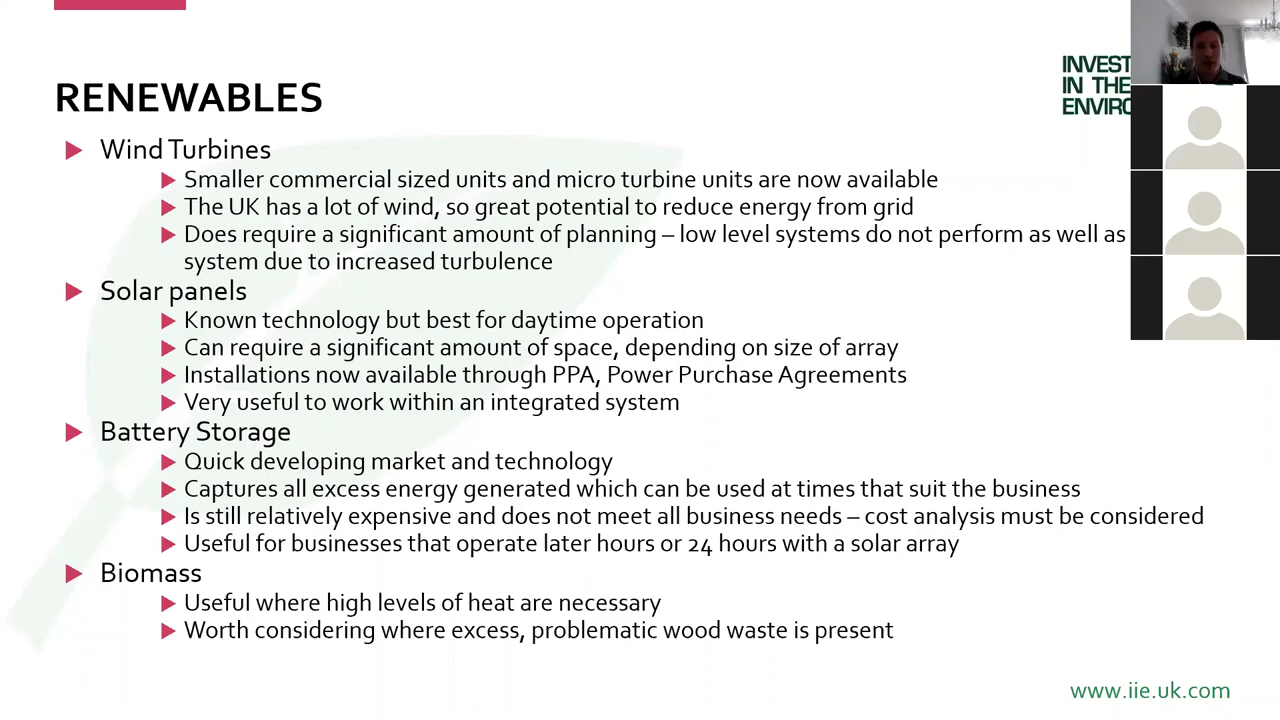 RENEWABLES
INVEST
IN THE
ENVIRO
Wind Turbines
Smaller commercial sized units and micro turbine units are now available
The UK has a lot of wind, so great potential to reduce energy from grid
Does require a significant amount of planning – low level systems do not perform as well as
system due to increased turbulence
Solar panels
Known technology but best for daytime operation
Can require a significant amount of space, depending on size of array
Installations now available through PPA, Power Purchase Agreements
Very useful to work within an integrated system
Battery Storage
Quick developing market and technology
Captures all excess energy generated which can be used at times that suit the business
Is still relatively expensive and does not meet all business needs – cost analysis must be considered
Useful for businesses that operate later hours or 24 hours with a solar array
Biomass
Useful where high levels of heat are necessary
Worth considering where excess, problematic wood waste is present
www.iie.uk.com